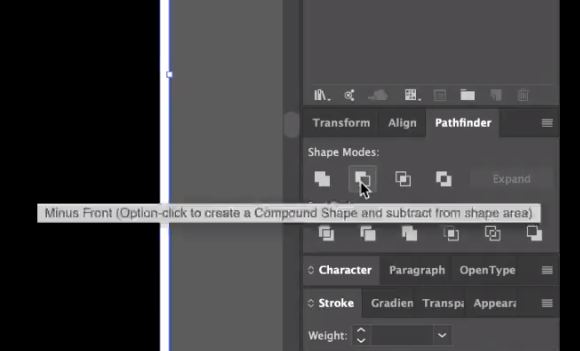 Transform Align Pathfinder
Shape Modes:
Expand
Minus Front (Option-click to create a Compound Shape and subtract from shape area)
Character Paragraph OpenType
Stroke Gradien Transpa Appeara
Weight: